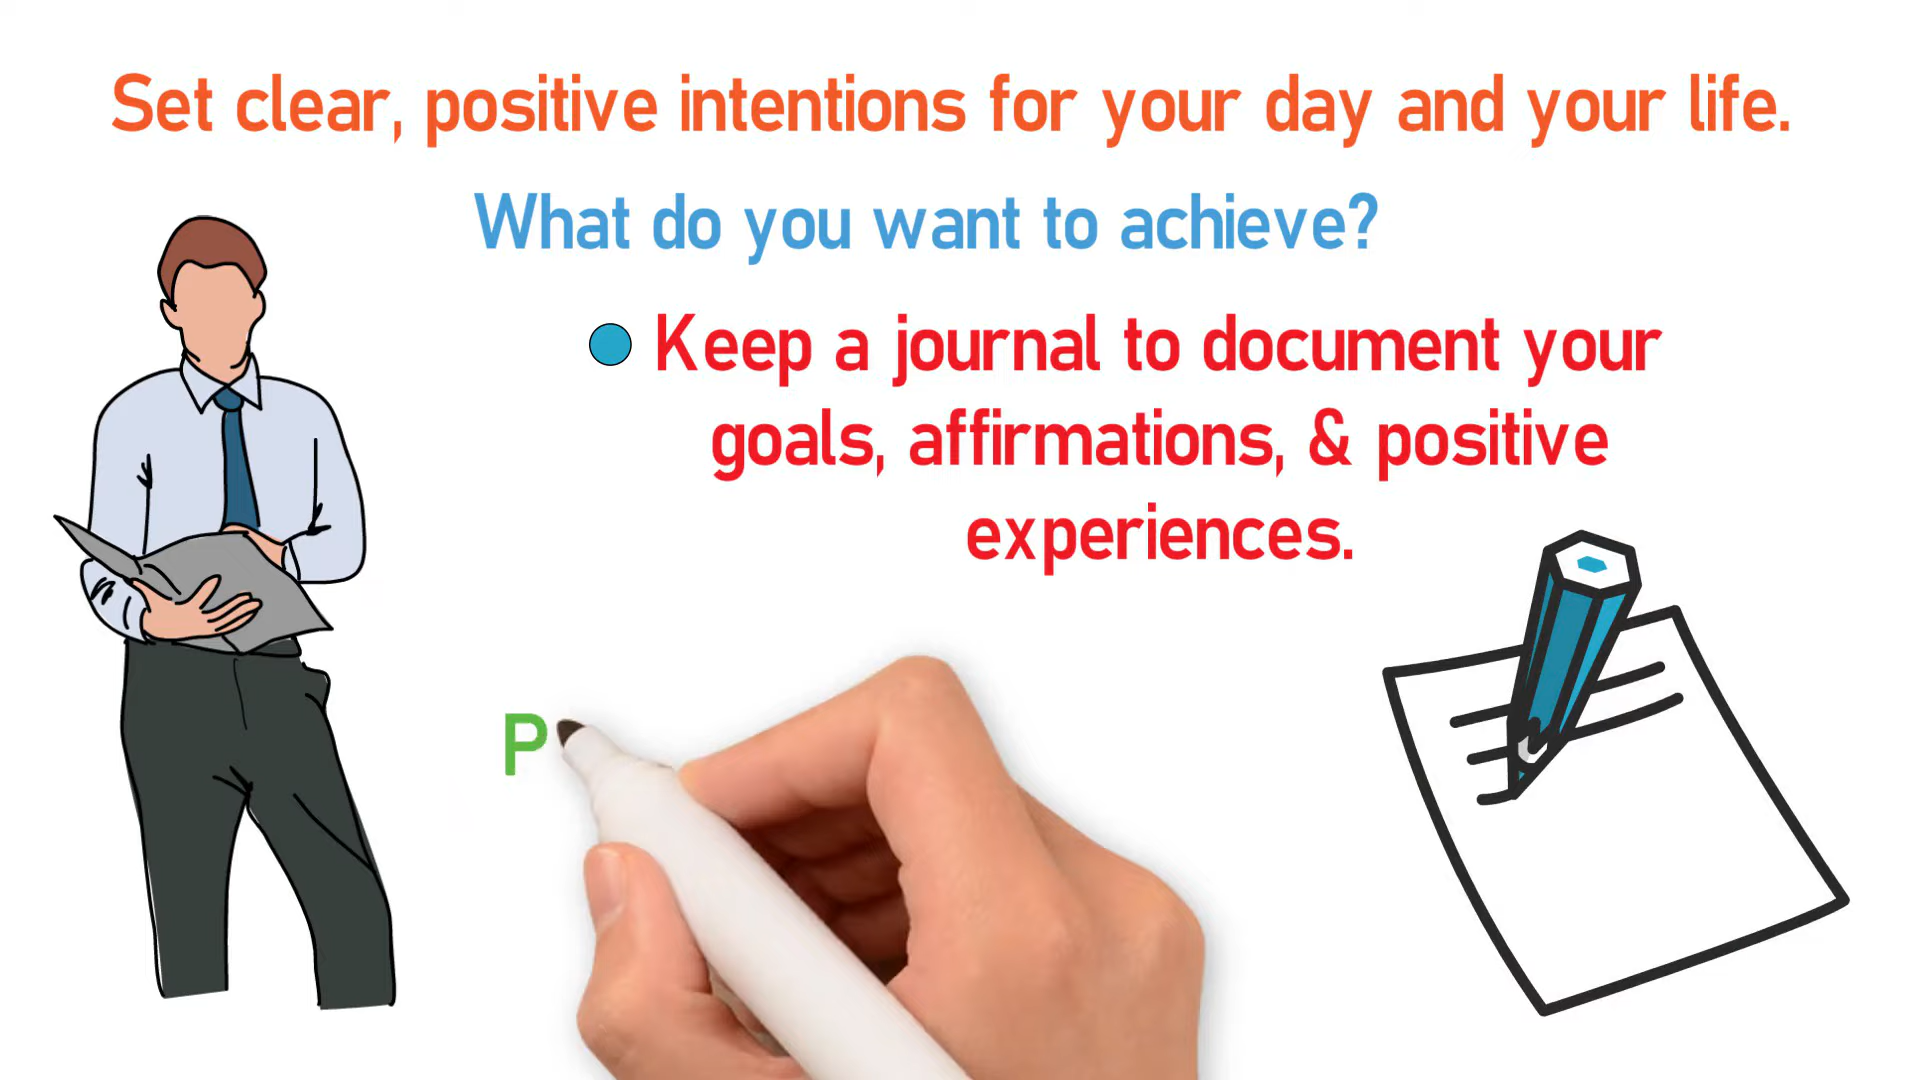 Set clear, positive intentions for your day and your life.
What do you want to achieve?
Keep a journal to document your
goals, affirmations, & positive
experiences.
P